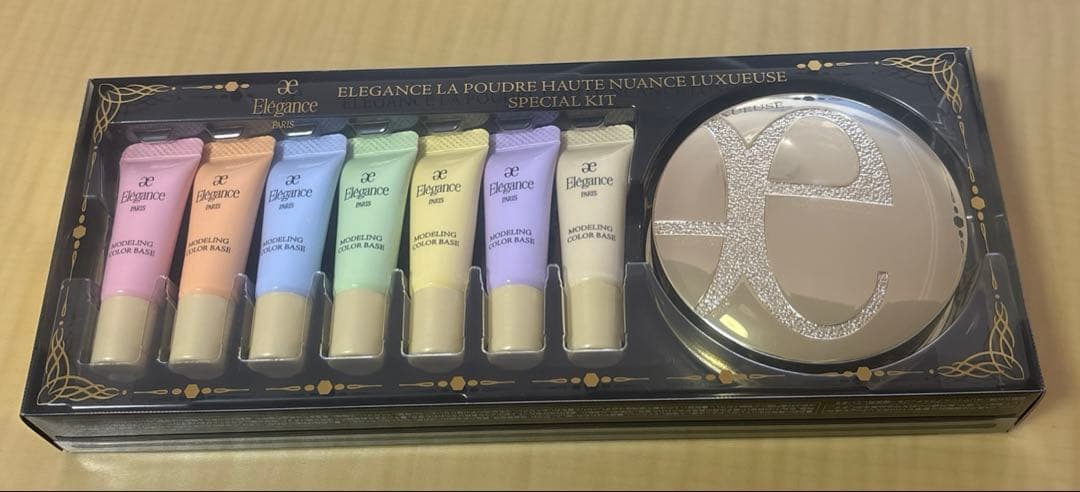 æ
Elégance
PARIS
ELEGANCE LA POUDRE HAUTE NUANCE LUXUEUSE
SPECIAL KIT
æ
Elégance
PARIS
MODELING
COLOR BASE
æ
Elégance
PARIS
MODELING
COLOR BASE
æ
Elégance
PARIS
MODELING
COLOR BASE
æ
Elégance
PARIS
MODELING
COLOR BASE
æ
Elégance
PARIS
MODELING
COLOR BASE
æ
Elégance
PARIS
MODELING
COLOR BASE
æ
Elégance
PARIS
MODELING
COLOR BASE
æ